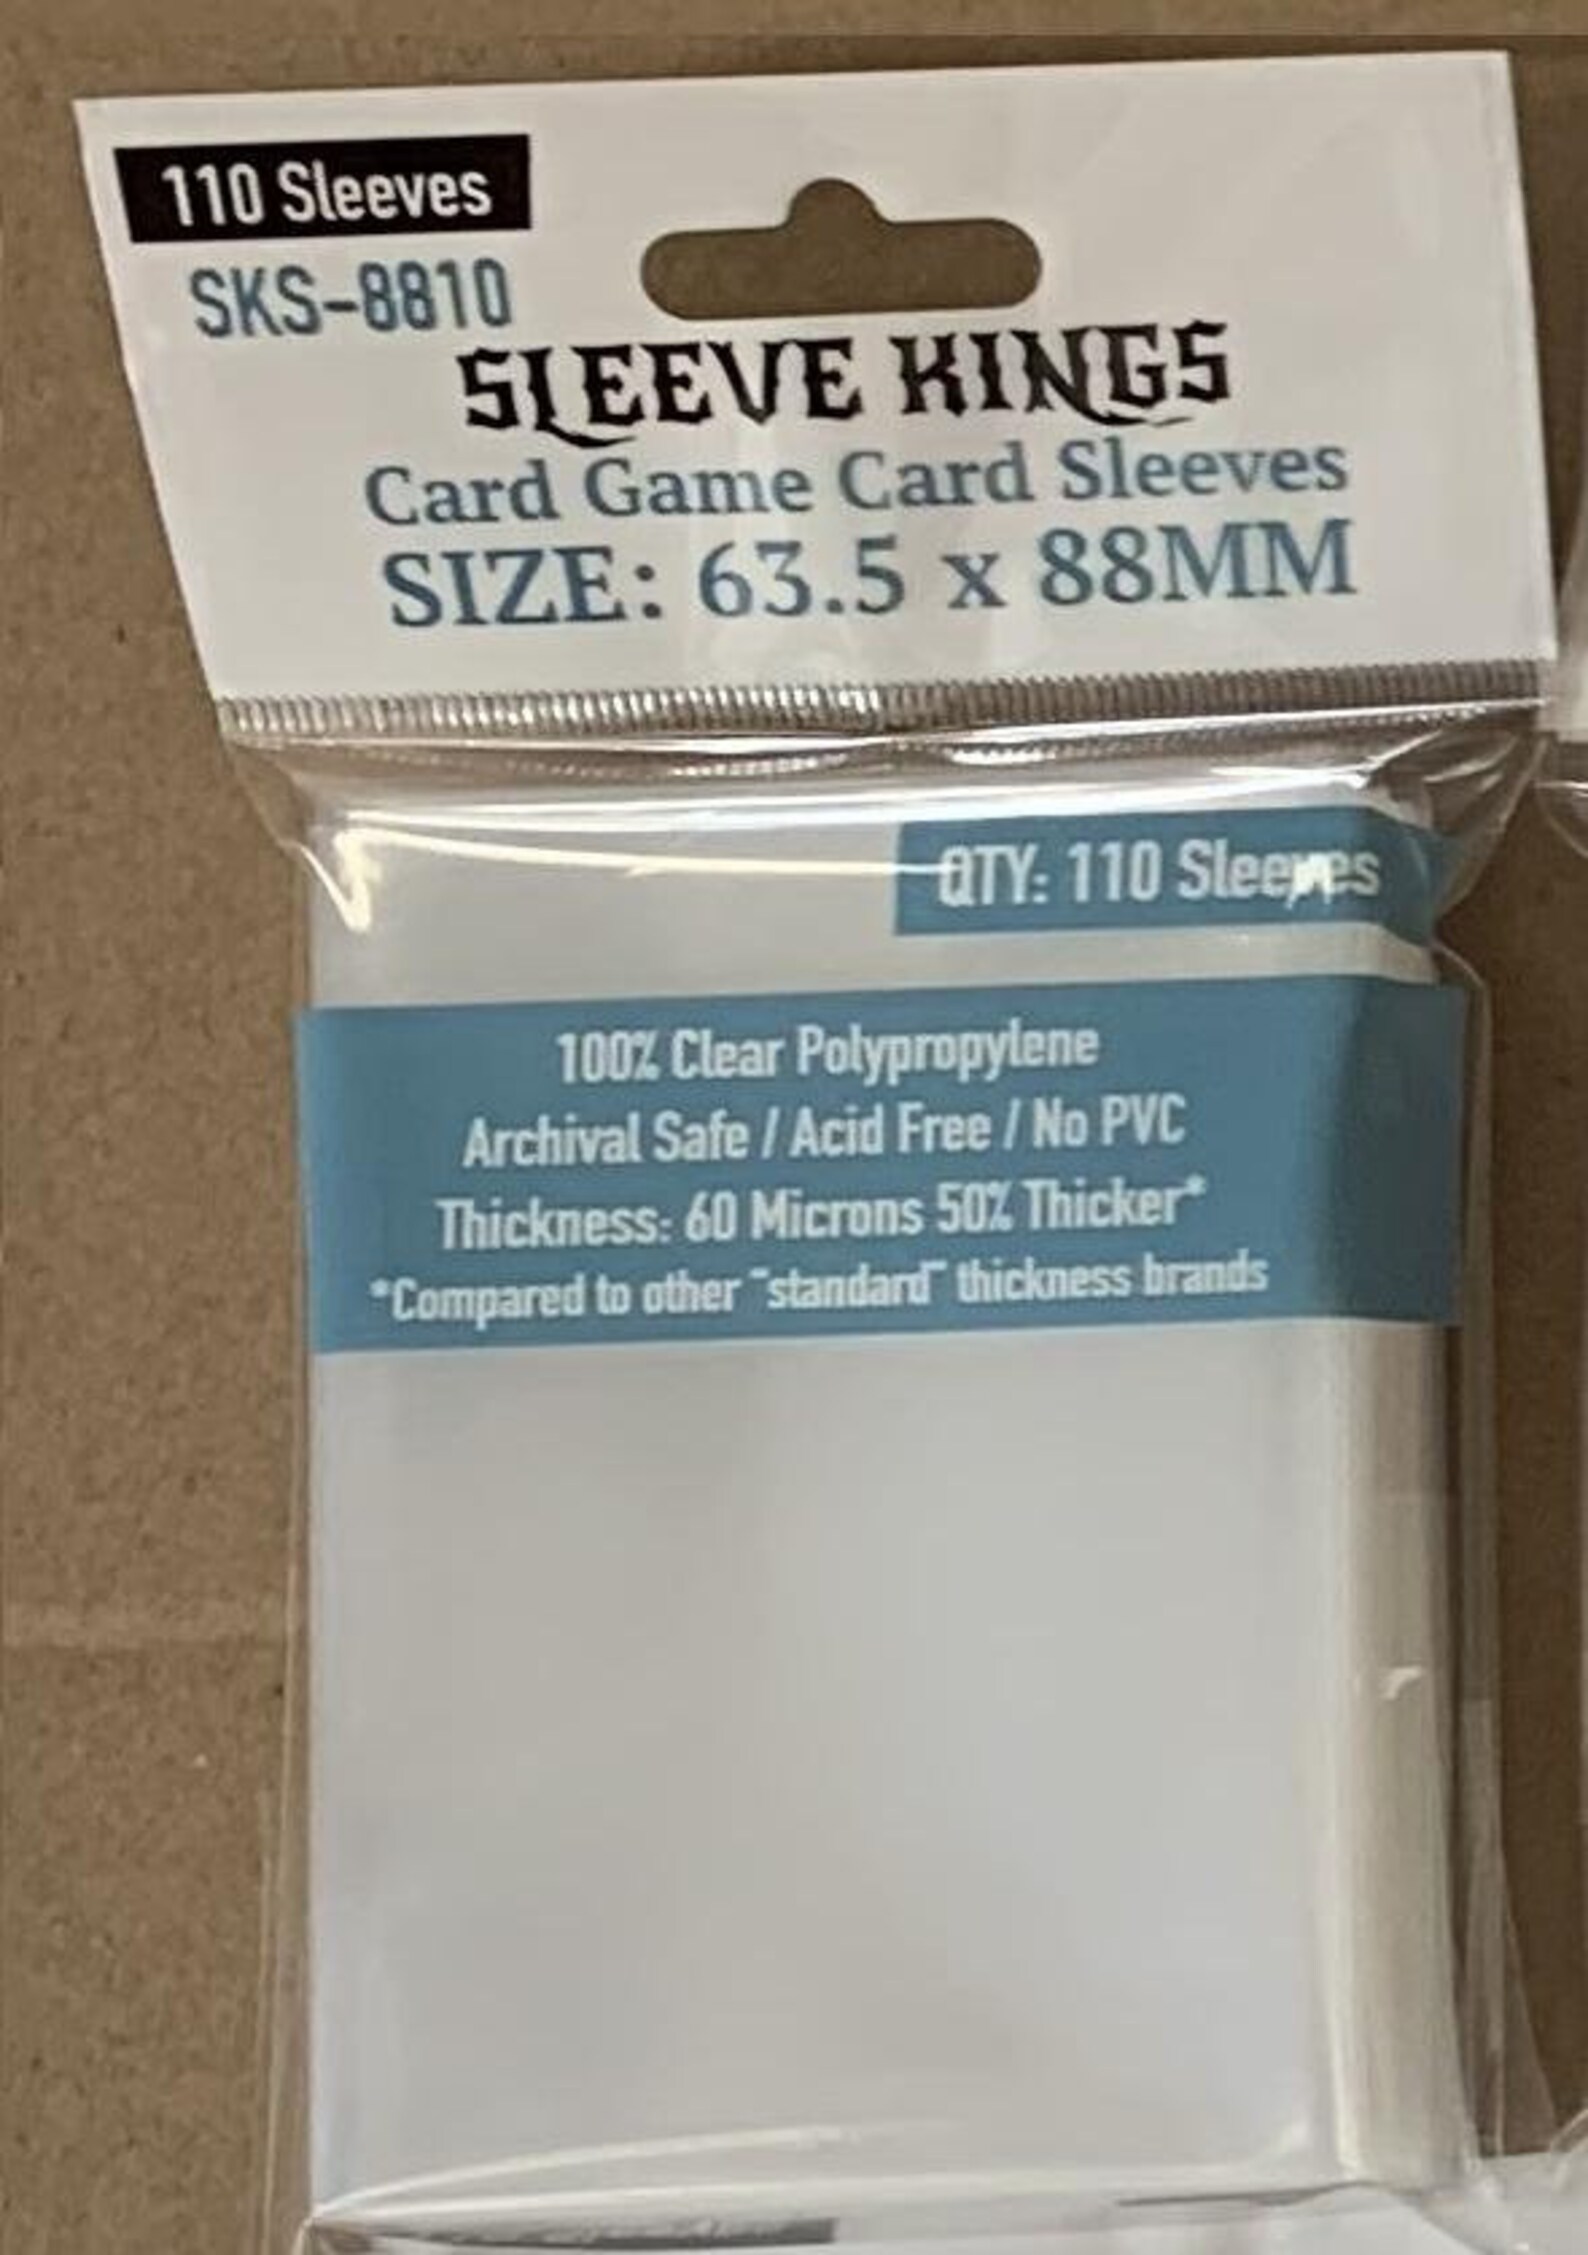 110 Sleeves
SKS-8810
SLEEVE KINGS
Card Game Card Sleeves
SIZE: 63.5 x 88MM
QTY: 110 Sleeves
100% Clear Polypropylene
Archival Safe / Acid Free / No PVC
Thickness: 60 Microns 50% Thicker*
*Compared to other "standard" thickness brands